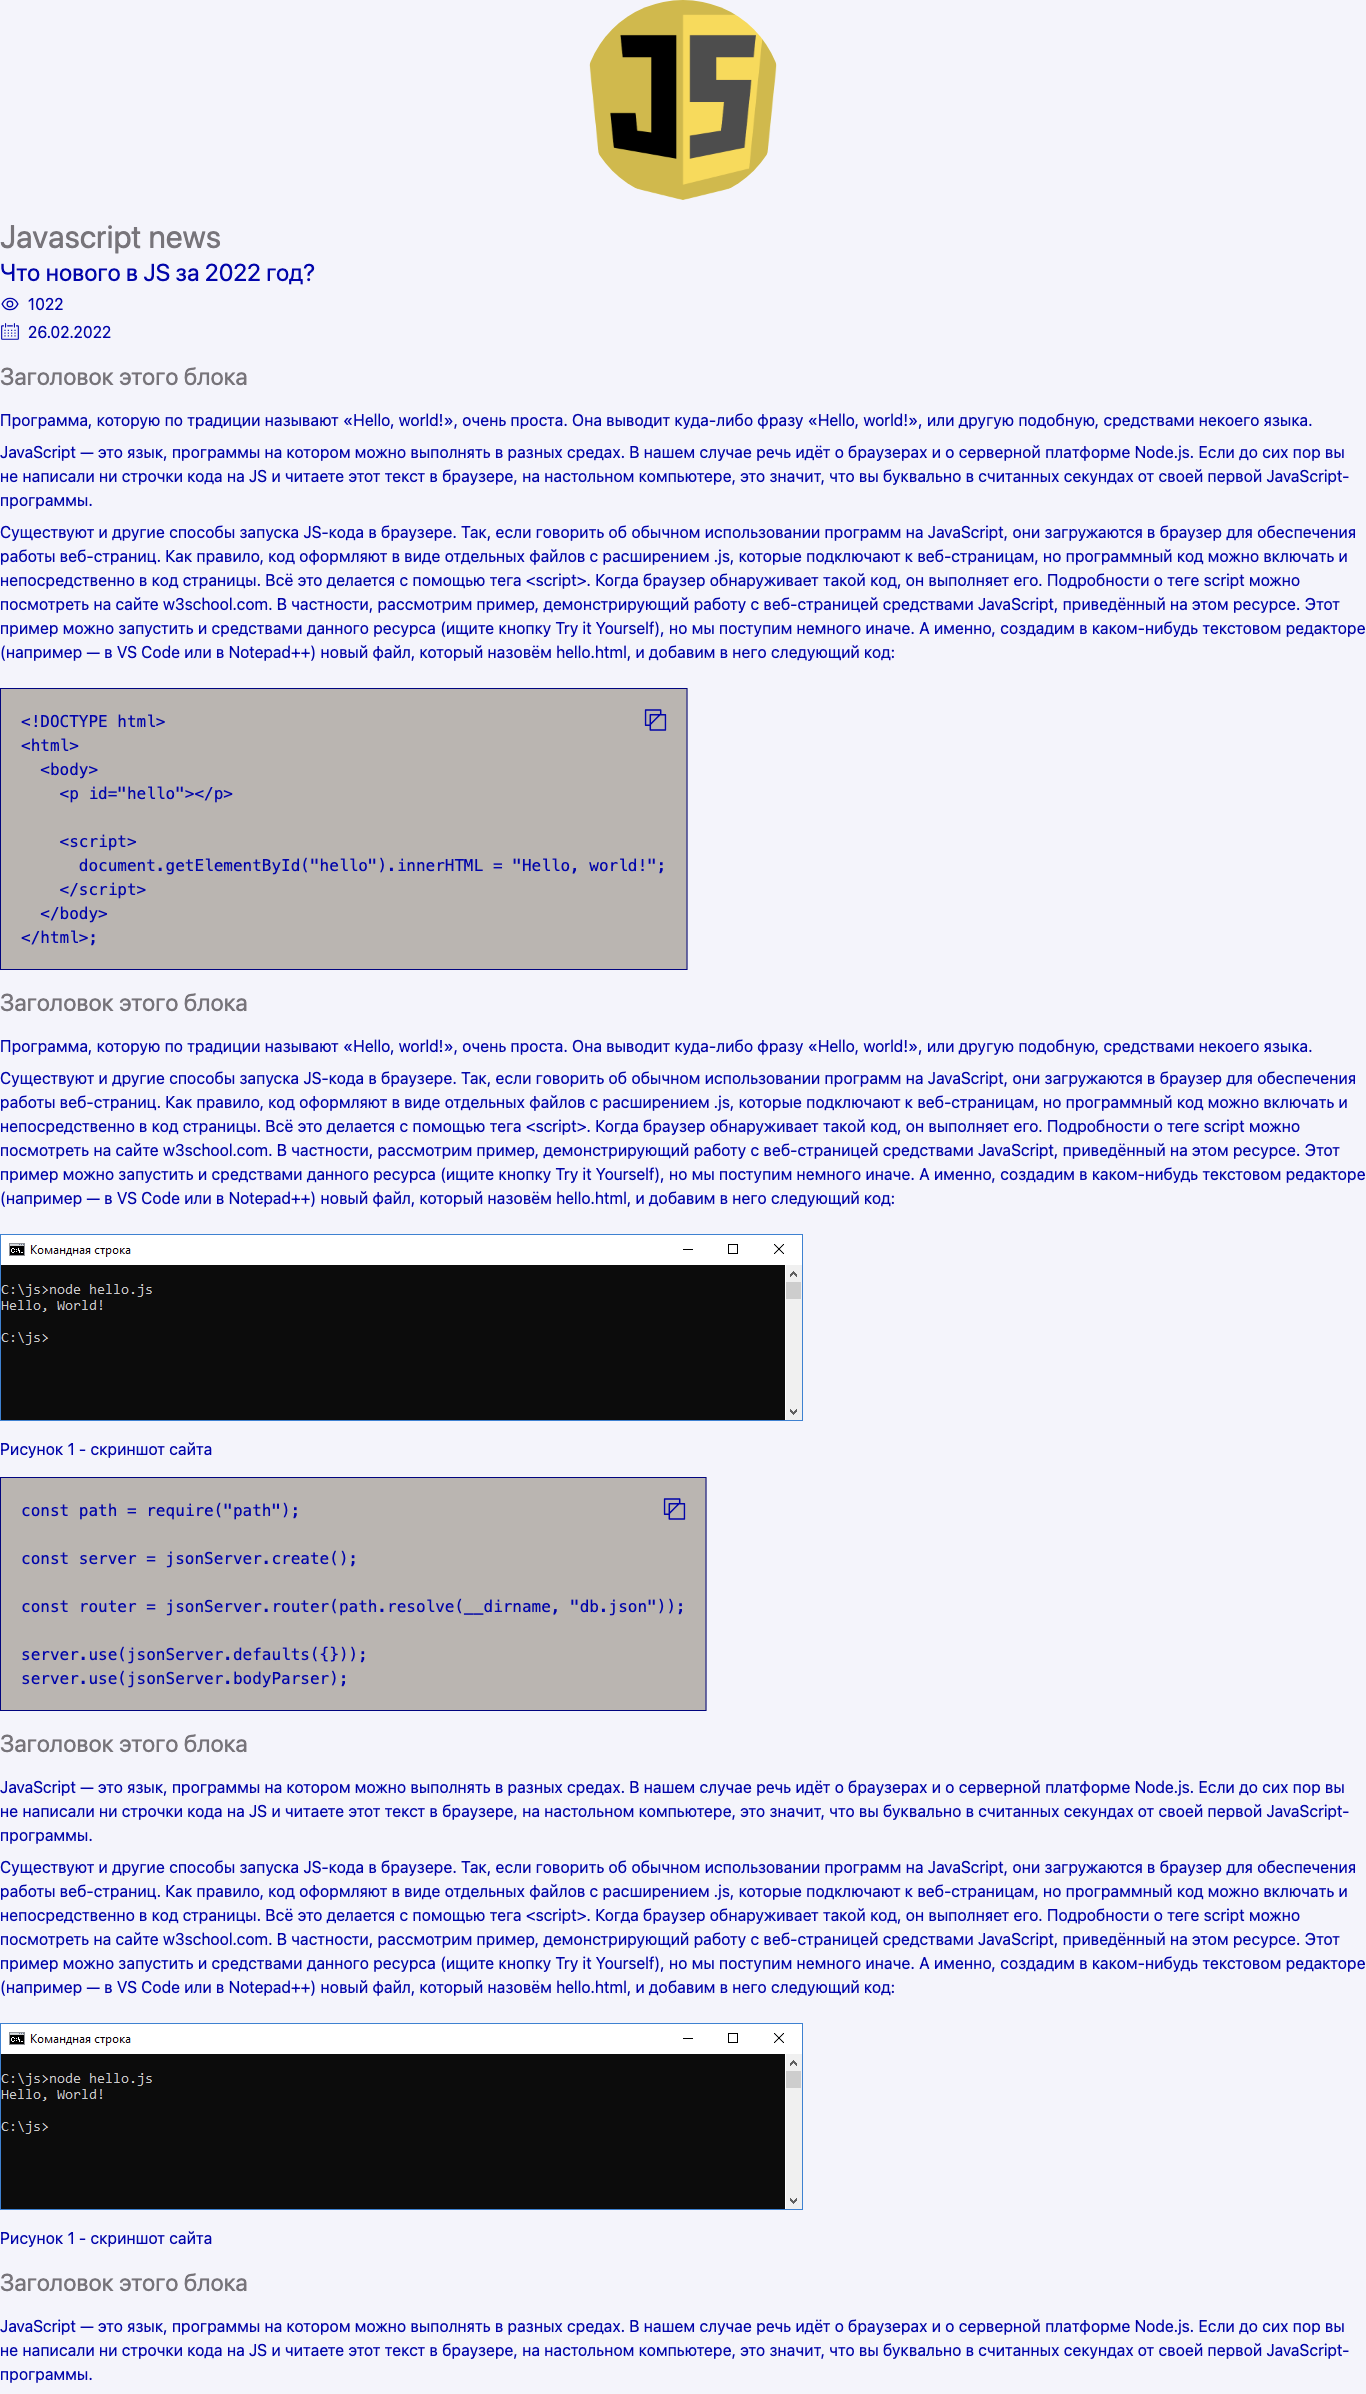 JS
Javascript news
Что нового в JS за 2022 год?
1022
26.02.2022
Заголовок этого блока
Программа, которую по традиции называют «Hello, world!», очень проста. Она выводит куда-либо фразу «Hello, world!», или другую подобную, средствами некоего языка.
JavaScript — это язык, программы на котором можно выполнять в разных средах. В нашем случае речь идёт о браузерах и о серверной платформе Node.js. Если до сих пор вы
не написали ни строчки кода на JS и читаете этот текст в браузере, на настольном компьютере, это значит, что вы буквально в считанных секундах от своей первой JavaScript-
программы.
Существуют и другие способы запуска JS-кода в браузере. Так, если говорить об обычном использовании программ на JavaScript, они загружаются в браузер для обеспечения
работы веб-страниц. Как правило, код оформляют в виде отдельных файлов с расширением .js, которые подключают к веб-страницам, но программный код можно включать и
непосредственно в код страницы. Всё это делается с помощью тега <script>. Когда браузер обнаруживает такой код, он выполняет его. Подробности о теге script можно
посмотреть на сайте w3school.com. В частности, рассмотрим пример, демонстрирующий работу с веб-страницей средствами JavaScript, приведённый на этом ресурсе. Этот
пример можно запустить и средствами данного ресурса (ищите кнопку Try it Yourself), но мы поступим немного иначе. А именно, создадим в каком-нибудь текстовом редакторе
(например — в VS Code или в Notepad++) новый файл, который назовём hello.html, и добавим в него следующий код:
<!DOCTYPE html>
<html>
  <body>
    <p id="hello"></p>

    <script>
      document.getElementById("hello").innerHTML = "Hello, world!";
    </script>
  </body>
</html>;
Заголовок этого блока
Программа, которую по традиции называют «Hello, world!», очень проста. Она выводит куда-либо фразу «Hello, world!», или другую подобную, средствами некоего языка.
Существуют и другие способы запуска JS-кода в браузере. Так, если говорить об обычном использовании программ на JavaScript, они загружаются в браузер для обеспечения
работы веб-страниц. Как правило, код оформляют в виде отдельных файлов с расширением .js, которые подключают к веб-страницам, но программный код можно включать и
непосредственно в код страницы. Всё это делается с помощью тега <script>. Когда браузер обнаруживает такой код, он выполняет его. Подробности о теге script можно
посмотреть на сайте w3school.com. В частности, рассмотрим пример, демонстрирующий работу с веб-страницей средствами JavaScript, приведённый на этом ресурсе. Этот
пример можно запустить и средствами данного ресурса (ищите кнопку Try it Yourself), но мы поступим немного иначе. А именно, создадим в каком-нибудь текстовом редакторе
(например — в VS Code или в Notepad++) новый файл, который назовём hello.html, и добавим в него следующий код:
Командная строка
C:\js>node hello.js
Hello, World!
C:\js>
Рисунок 1 - скриншот сайта
const path = require("path");

const server = jsonServer.create();

const router = jsonServer.router(path.resolve(__dirname, "db.json"));

server.use(jsonServer.defaults({}));
server.use(jsonServer.bodyParser);
Заголовок этого блока
JavaScript — это язык, программы на котором можно выполнять в разных средах. В нашем случае речь идёт о браузерах и о серверной платформе Node.js. Если до сих пор вы
не написали ни строчки кода на JS и читаете этот текст в браузере, на настольном компьютере, это значит, что вы буквально в считанных секундах от своей первой JavaScript-
программы.
Существуют и другие способы запуска JS-кода в браузере. Так, если говорить об обычном использовании программ на JavaScript, они загружаются в браузер для обеспечения
работы веб-страниц. Как правило, код оформляют в виде отдельных файлов с расширением .js, которые подключают к веб-страницам, но программный код можно включать и
непосредственно в код страницы. Всё это делается с помощью тега <script>. Когда браузер обнаруживает такой код, он выполняет его. Подробности о теге script можно
посмотреть на сайте w3school.com. В частности, рассмотрим пример, демонстрирующий работу с веб-страницей средствами JavaScript, приведённый на этом ресурсе. Этот
пример можно запустить и средствами данного ресурса (ищите кнопку Try it Yourself), но мы поступим немного иначе. А именно, создадим в каком-нибудь текстовом редакторе
(например — в VS Code или в Notepad++) новый файл, который назовём hello.html, и добавим в него следующий код:
Командная строка
C:\js>node hello.js
Hello, World!
C:\js>
Рисунок 1 - скриншот сайта
Заголовок этого блока
JavaScript — это язык, программы на котором можно выполнять в разных средах. В нашем случае речь идёт о браузерах и о серверной платформе Node.js. Если до сих пор вы
не написали ни строчки кода на JS и читаете этот текст в браузере, на настольном компьютере, это значит, что вы буквально в считанных секундах от своей первой JavaScript-
программы.